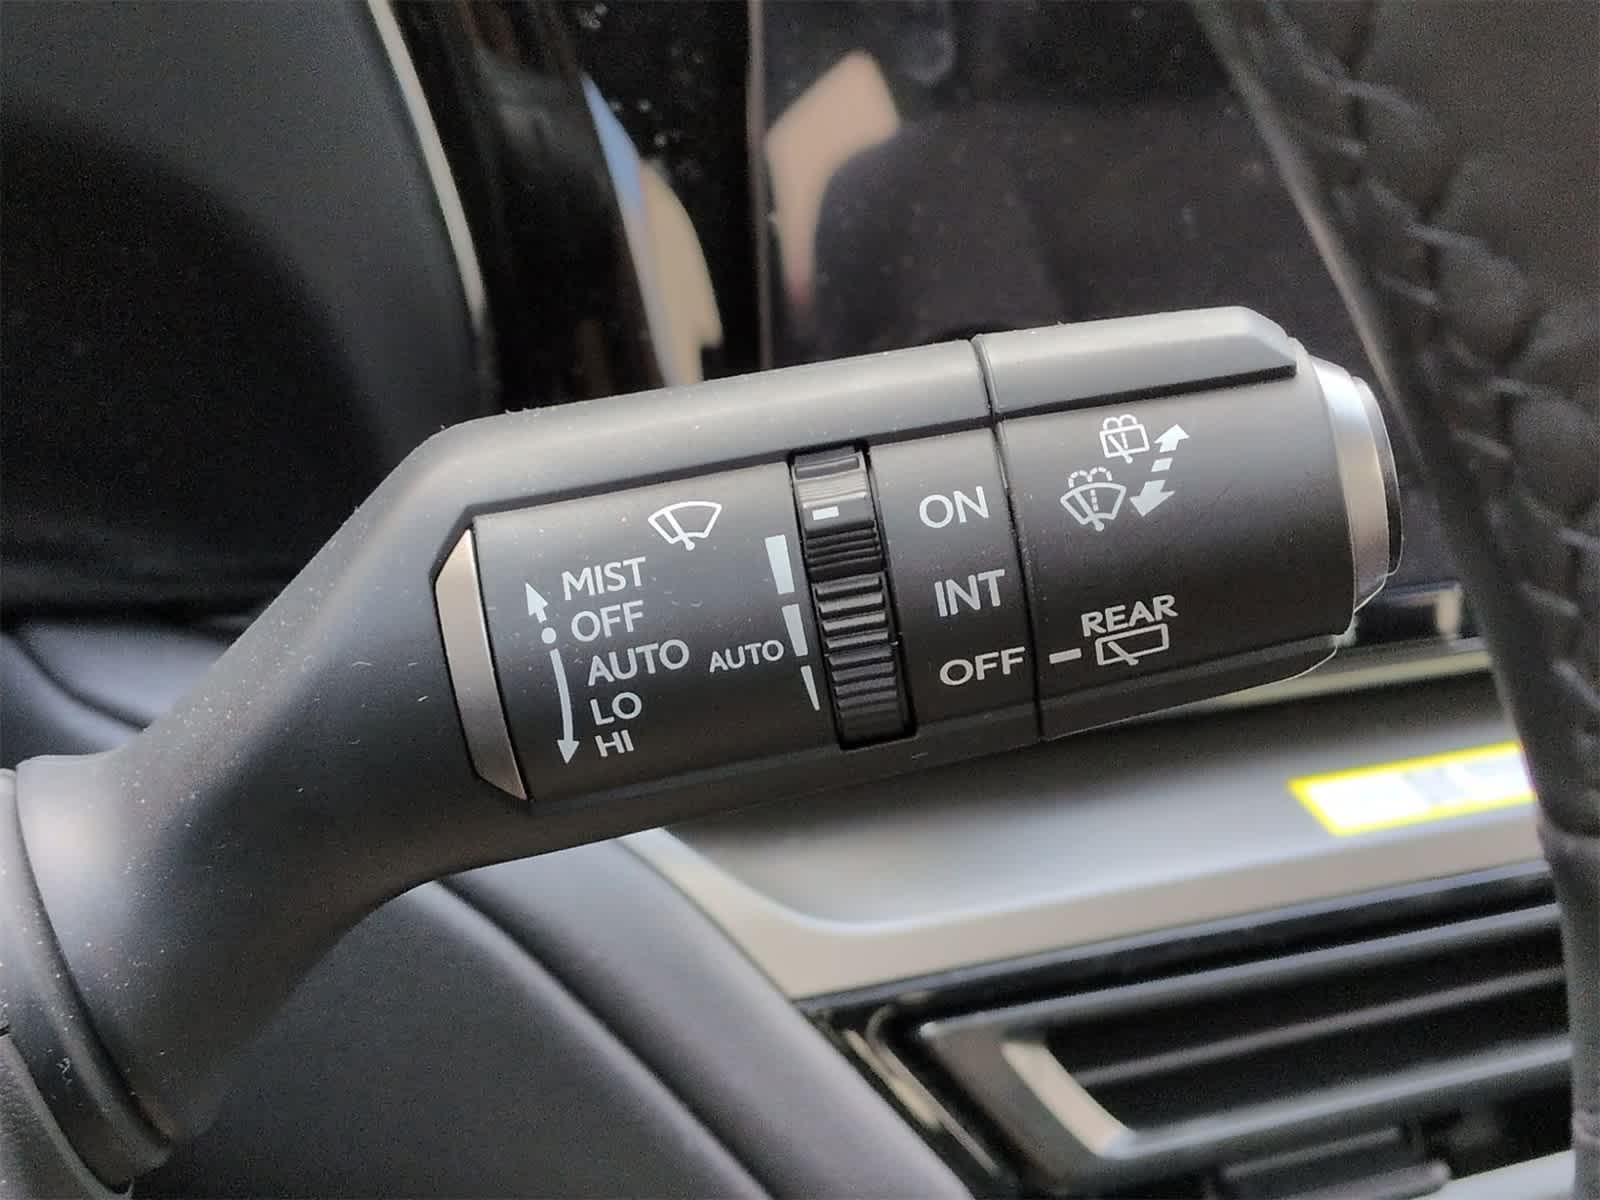 MIST
OFF
AUTO
LO
HI
AUTO
ON
INT
OFF
REAR